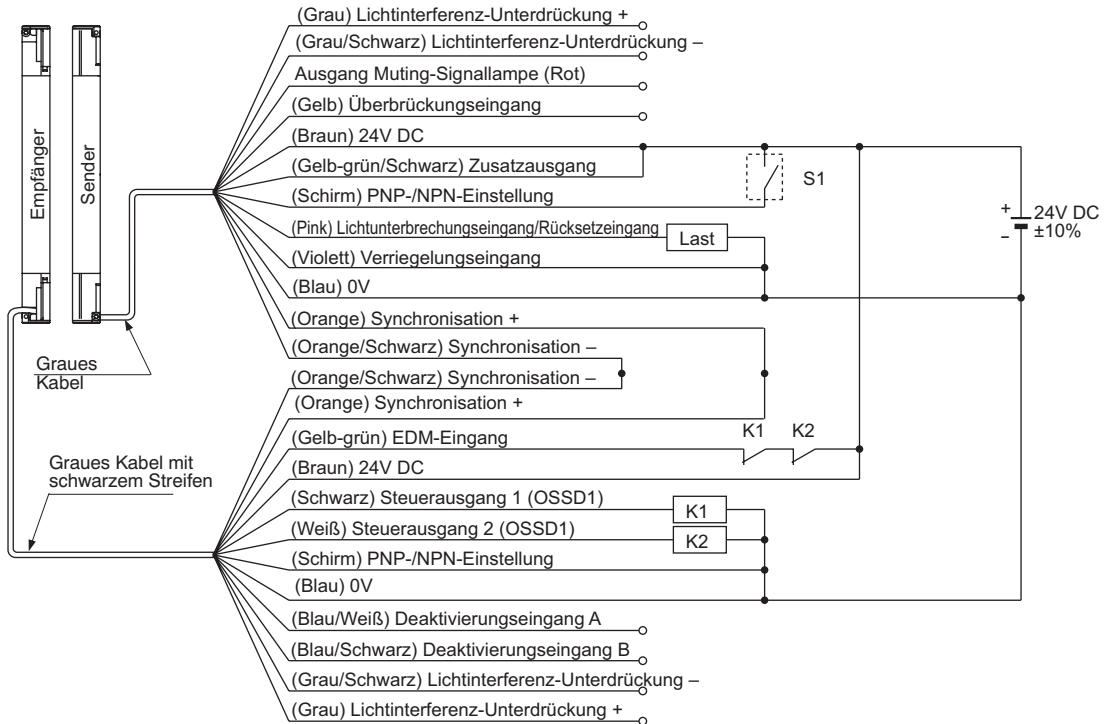 (Grau) Lichtinterferenz-Unterdrückung +
(Grau/Schwarz) Lichtinterferenz-Unterdrückung –
Ausgang Muting-Signallampe (Rot)
(Gelb) Überbrückungseingang
(Braun) 24V DC
(Gelb-grün/Schwarz) Zusatzausgang
(Schirm) PNP-/NPN-Einstellung
(Pink) Lichtunterbrechungseingang/Rücksetzeingang
(Violett) Verriegelungseingang
(Blau) 0V
(Orange) Synchronisation +
(Orange/Schwarz) Synchronisation –
(Orange/Schwarz) Synchronisation –
(Orange) Synchronisation +
(Gelb-grün) EDM-Eingang
(Braun) 24V DC
(Schwarz) Steuerausgang 1 (OSSD1)
(Weiß) Steuerausgang 2 (OSSD1)
(Schirm) PNP-/NPN-Einstellung
(Blau) 0V
(Blau/Weiß) Deaktivierungseingang A
(Blau/Schwarz) Deaktivierungseingang B
(Grau/Schwarz) Lichtinterferenz-Unterdrückung –
(Grau) Lichtinterferenz-Unterdrückung +
Empfänger
Sender
Graues
Kabel
Graues Kabel mit
schwarzem Streifen
S1
Last
+
–
24V DC
±10%
K1
K2
K1
K2